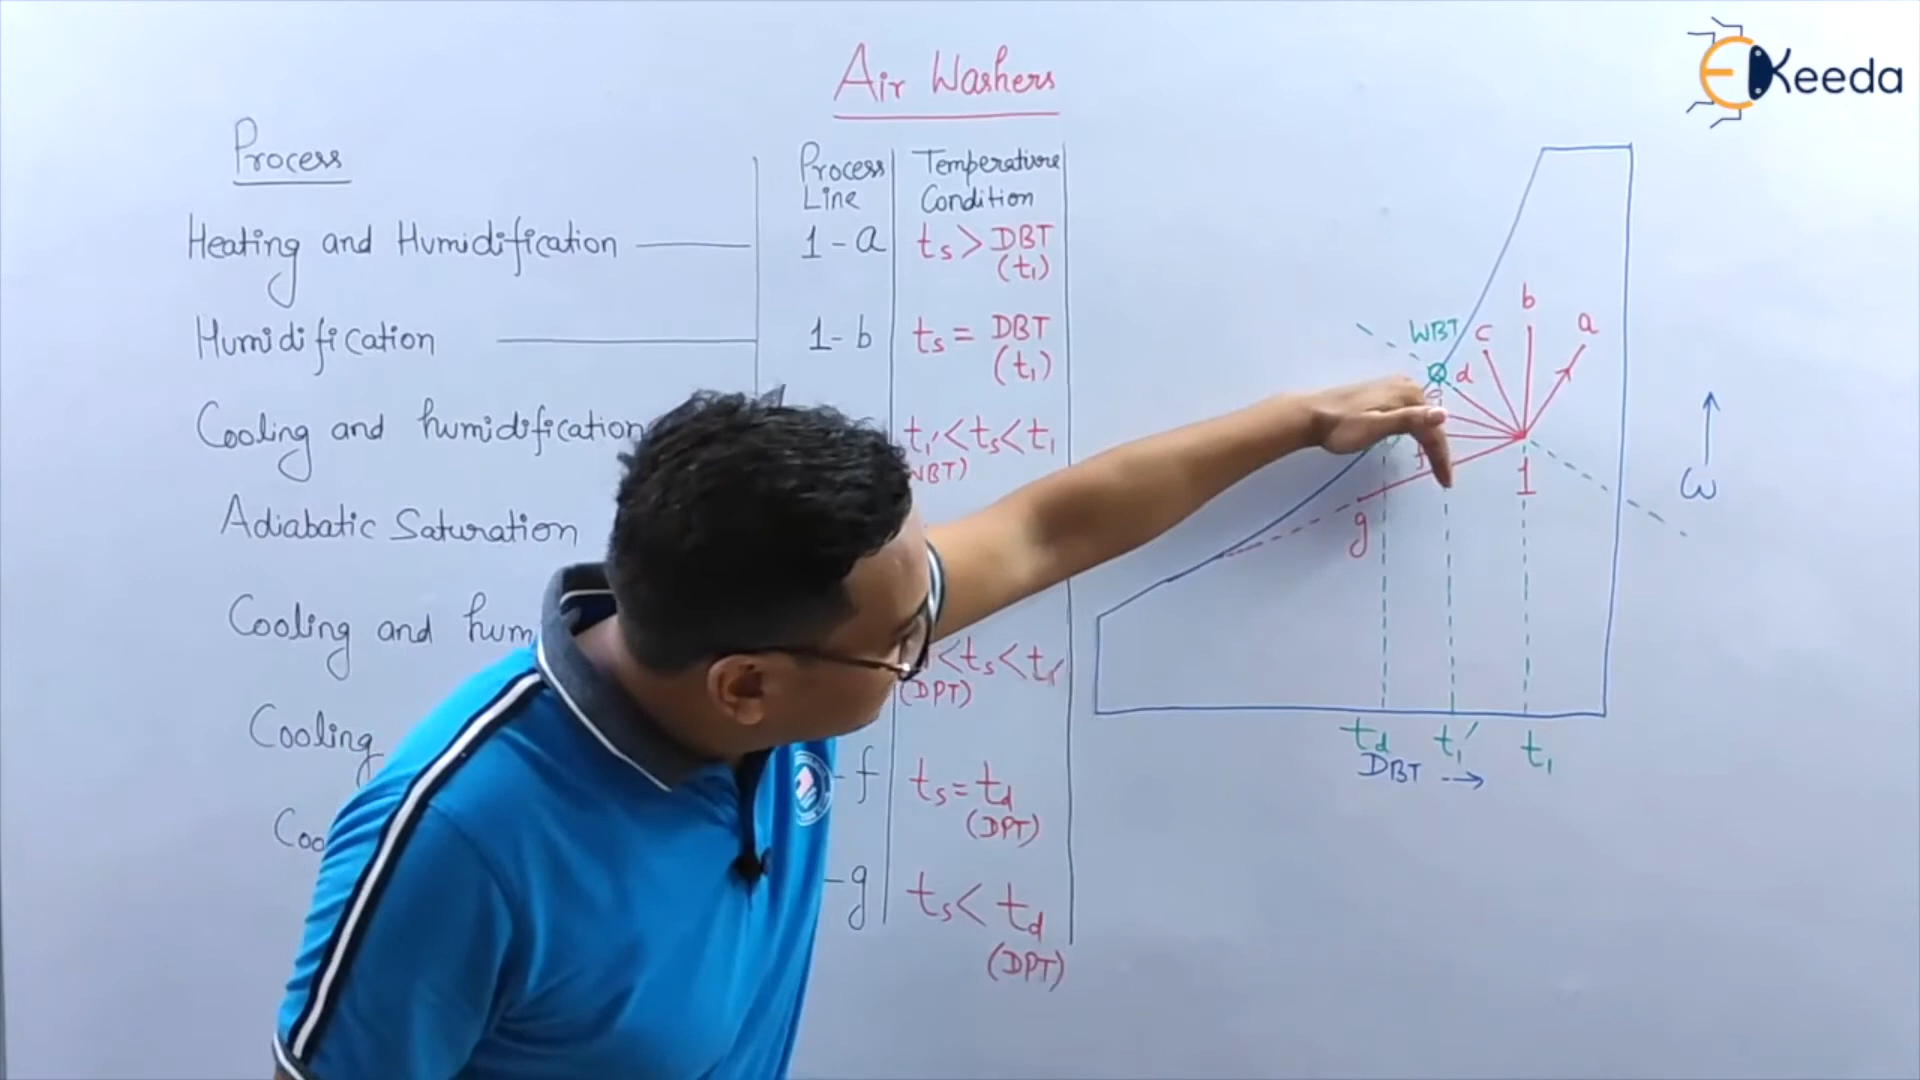 Air Washers
EKeeda
Process
Process Line
Temperature Condition
Heating and Humidification
1 - a
ts > DBT
(t1)
Humidification
1 - b
ts = DBT
(t1)
Cooling and humidification
t1' < ts < t1
Adiabatic Saturation
Cooling and hum
< ts < t1'
(DPT)
Cooling
- f
ts = td
(DPT)
Coo
- g
ts < td
(DPT)
WBT
a
b
c
d
g
1
ω
td
t1'
t1
DBT